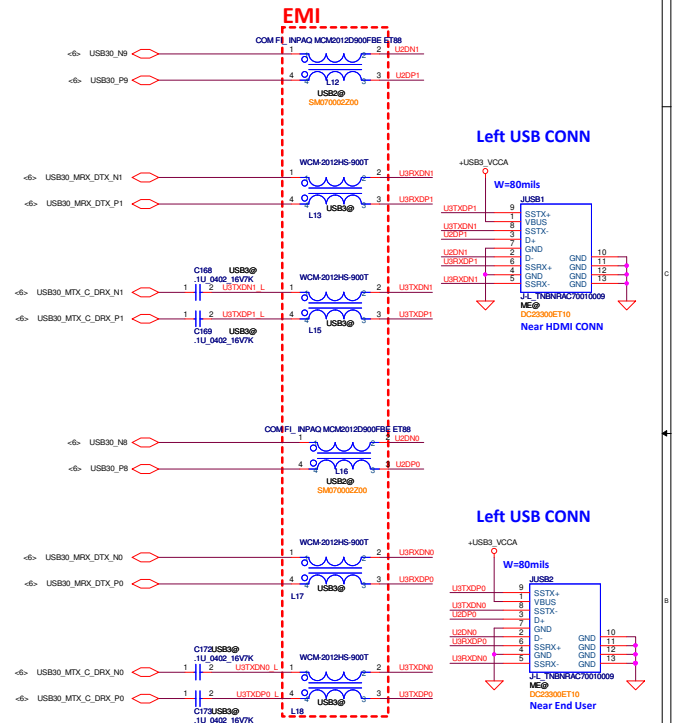 EMI
COM FI_ INPAQ MCM2012D900FBE ET88
<6> USB30_N9 1 2 U2DN1
<6> USB30_P9 4 3 U2DP1
L12
USB2@
SM070002Z00
Left USB CONN
+USB3_VCCA
W=80mils
WCM-2012HS-900T
<6> USB30_MRX_DTX_N1 1 2 U3RXDN1
<6> USB30_MRX_DTX_P1 4 3 U3RXDP1
USB3@
L13
JUSB1
U3TXDP1 9 SSTX+
1 VBUS
U3TXDN1 8 SSTX-
U2DP1 3 D+
7 GND
U2DN1 2 D- GND 10
U3RXDP1 6 SSRX+ GND 11
4 GND GND 12
U3RXDN1 5 SSRX- GND 13
J-L_TNBNRAC70010009
ME@
DC23300ET10
Near HDMI CONN
C168 USB3@
.1U_0402_16V7K
WCM-2012HS-900T
<6> USB30_MTX_C_DRX_N1 1 2 U3TXDN1_L 1 2 U3TXDN1
<6> USB30_MTX_C_DRX_P1 1 2 U3TXDP1_L 4 3 U3TXDP1
C169 USB3@
.1U_0402_16V7K
L15
USB3@
COM FI_ INPAQ MCM2012D900FBE ET88
<6> USB30_N8 1 2 U2DN0
<6> USB30_P8 4 3 U2DP0
L16
USB2@
SM070002Z00
Left USB CONN
+USB3_VCCA
W=80mils
WCM-2012HS-900T
<6> USB30_MRX_DTX_N0 1 2 U3RXDN0
<6> USB30_MRX_DTX_P0 4 3 U3RXDP0
USB3@
L17
JUSB2
U3TXDP0 9 SSTX+
1 VBUS
U3TXDN0 8 SSTX-
U2DP0 3 D+
7 GND
U2DN0 2 D- GND 10
U3RXDP0 6 SSRX+ GND 11
4 GND GND 12
U3RXDN0 5 SSRX- GND 13
J-L_TNBNRAC70010009
ME@
DC23300ET10
Near End User
C172 USB3@
.1U_0402_16V7K
WCM-2012HS-900T
<6> USB30_MTX_C_DRX_N0 1 2 U3TXDN0_L 1 2 U3TXDN0
<6> USB30_MTX_C_DRX_P0 1 2 U3TXDP0_L 4 3 U3TXDP0
C173 USB3@
.1U_0402_16V7K
L18
USB3@
C
B